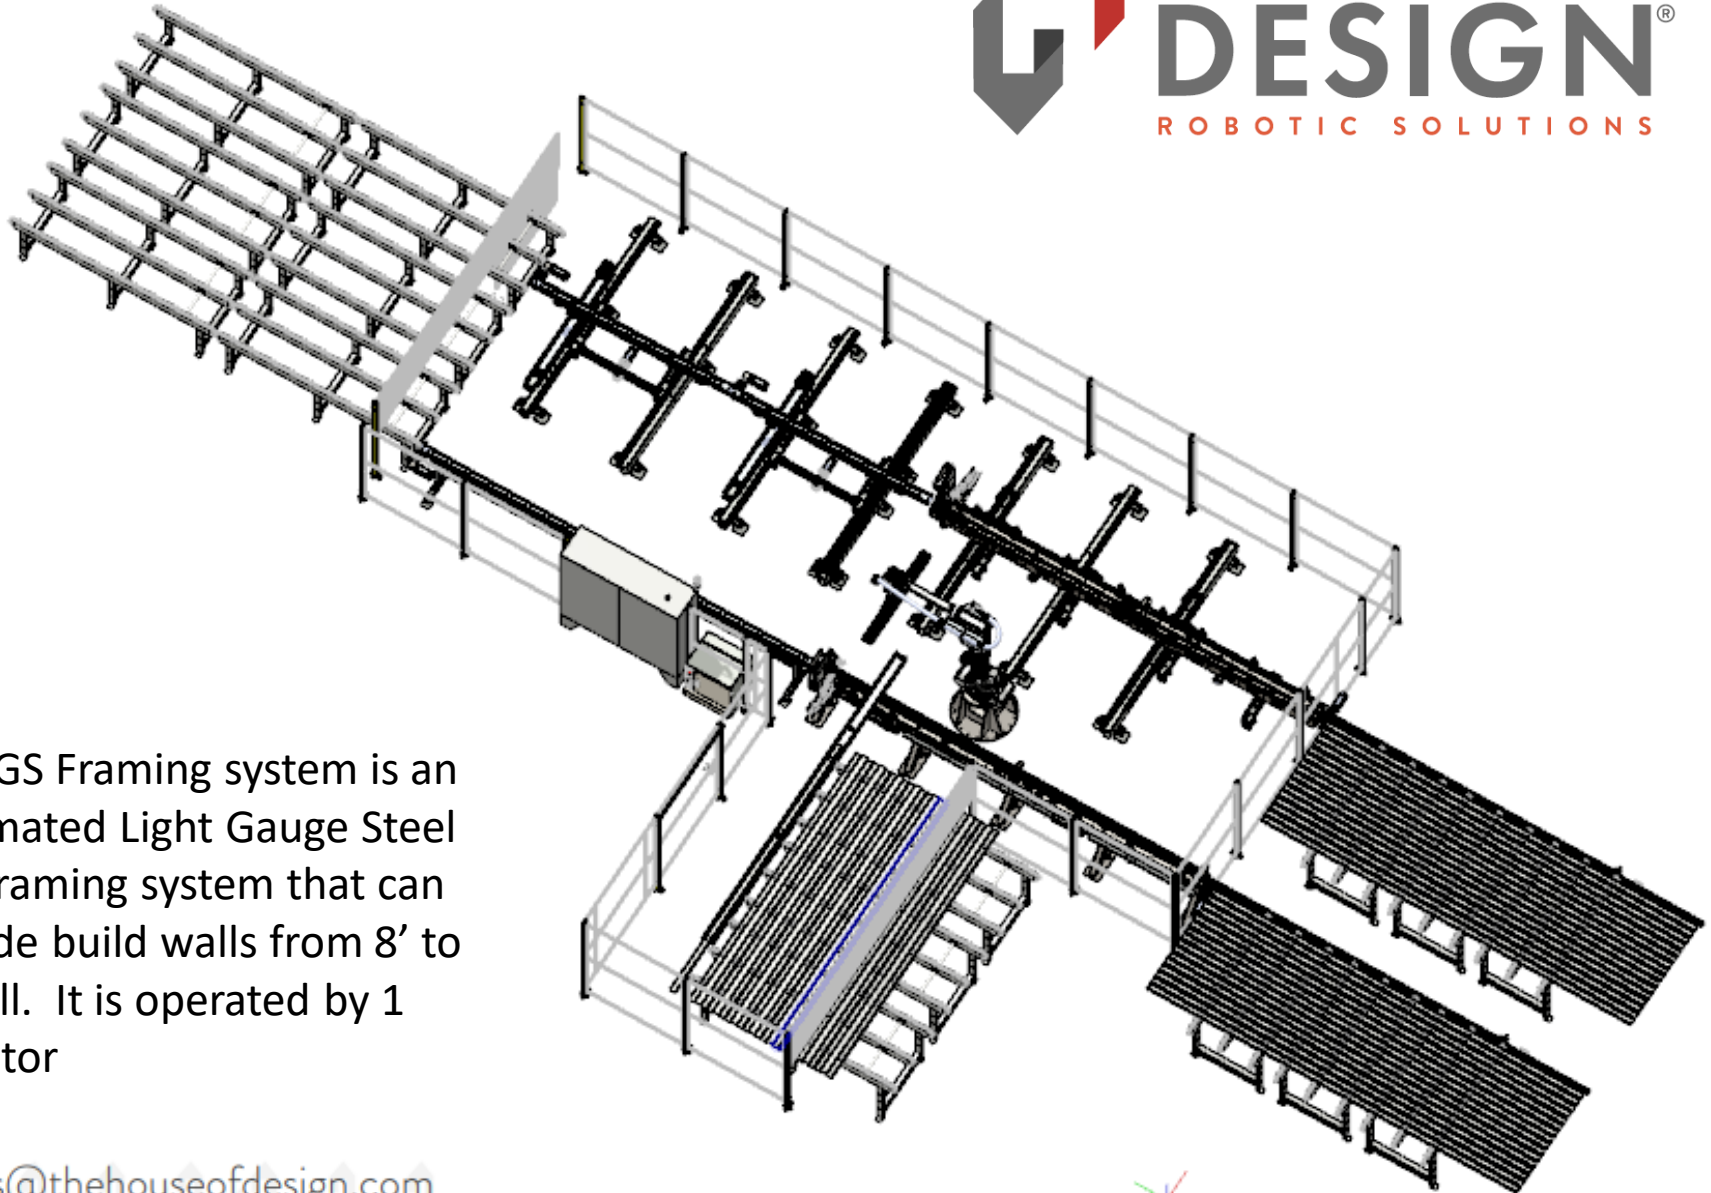 DESIGN®
ROBOTIC SOLUTIONS
GS Framing system is an
mated Light Gauge Steel
raming system that can
de build walls from 8’ to
ll. It is operated by 1
tor
s@thehouseofdesign.com